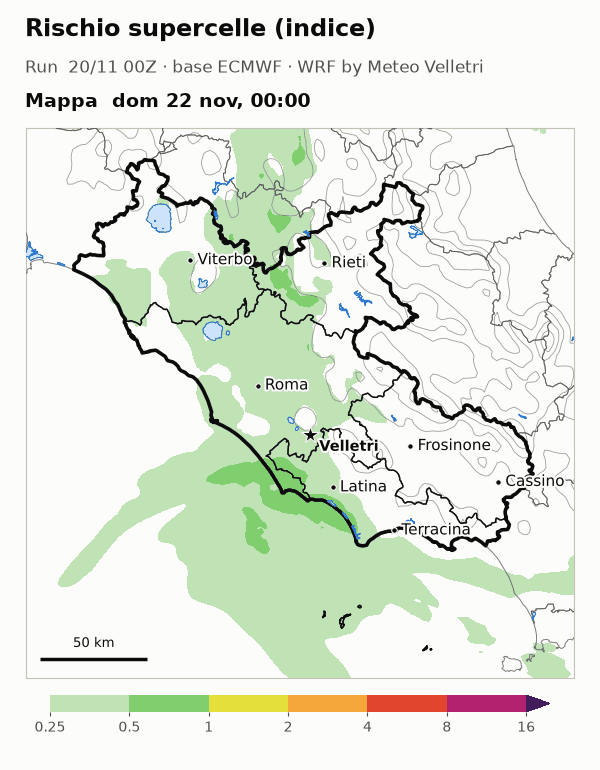 Rischio supercelle (indice)
Run  20/11 00Z · base ECMWF · WRF by Meteo Velletri
Mappa  dom 22 nov, 00:00
Viterbo
Rieti
Roma
Velletri
Frosinone
Latina
Cassino
Terracina
50 km
0.25 0.5 1 2 4 8 16